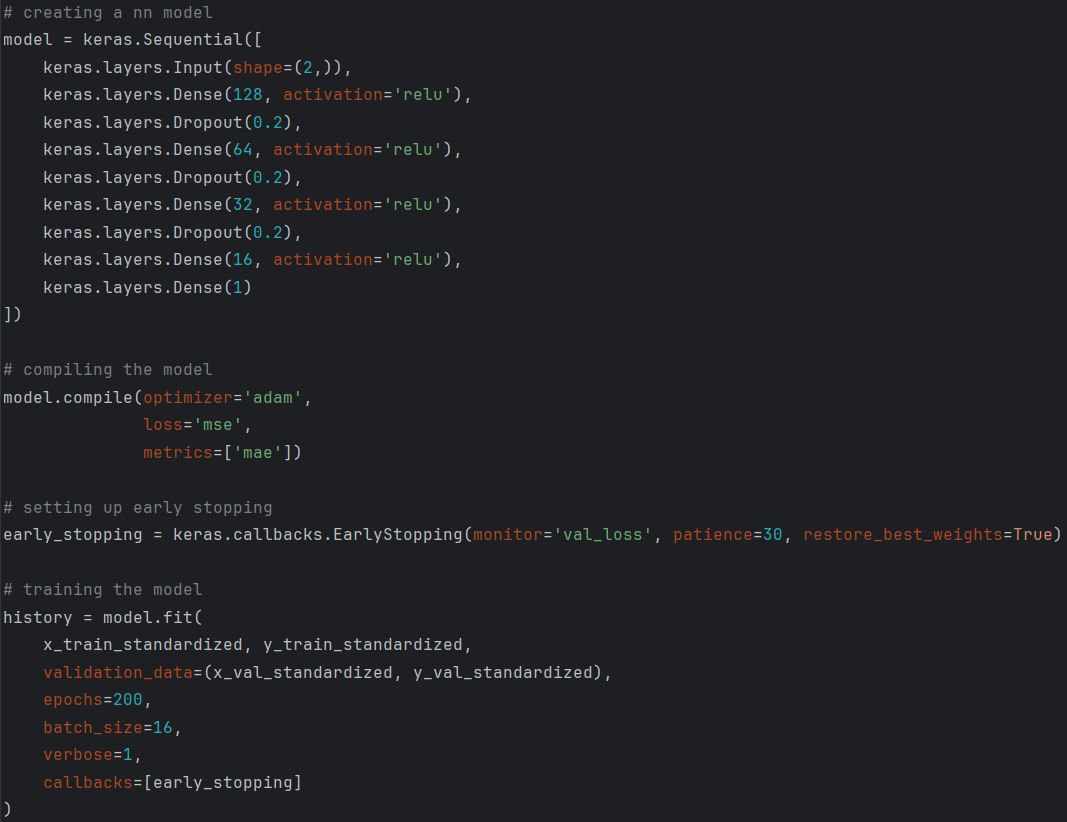 # creating a nn model
model = keras.Sequential([
    keras.layers.Input(shape=(2,)),
    keras.layers.Dense(128, activation='relu'),
    keras.layers.Dropout(0.2),
    keras.layers.Dense(64, activation='relu'),
    keras.layers.Dropout(0.2),
    keras.layers.Dense(32, activation='relu'),
    keras.layers.Dropout(0.2),
    keras.layers.Dense(16, activation='relu'),
    keras.layers.Dense(1)
])

# compiling the model
model.compile(optimizer='adam',
              loss='mse',
              metrics=['mae'])

# setting up early stopping
early_stopping = keras.callbacks.EarlyStopping(monitor='val_loss', patience=30, restore_best_weights=True)

# training the model
history = model.fit(
    x_train_standardized, y_train_standardized,
    validation_data=(x_val_standardized, y_val_standardized),
    epochs=200,
    batch_size=16,
    verbose=1,
    callbacks=[early_stopping]
)